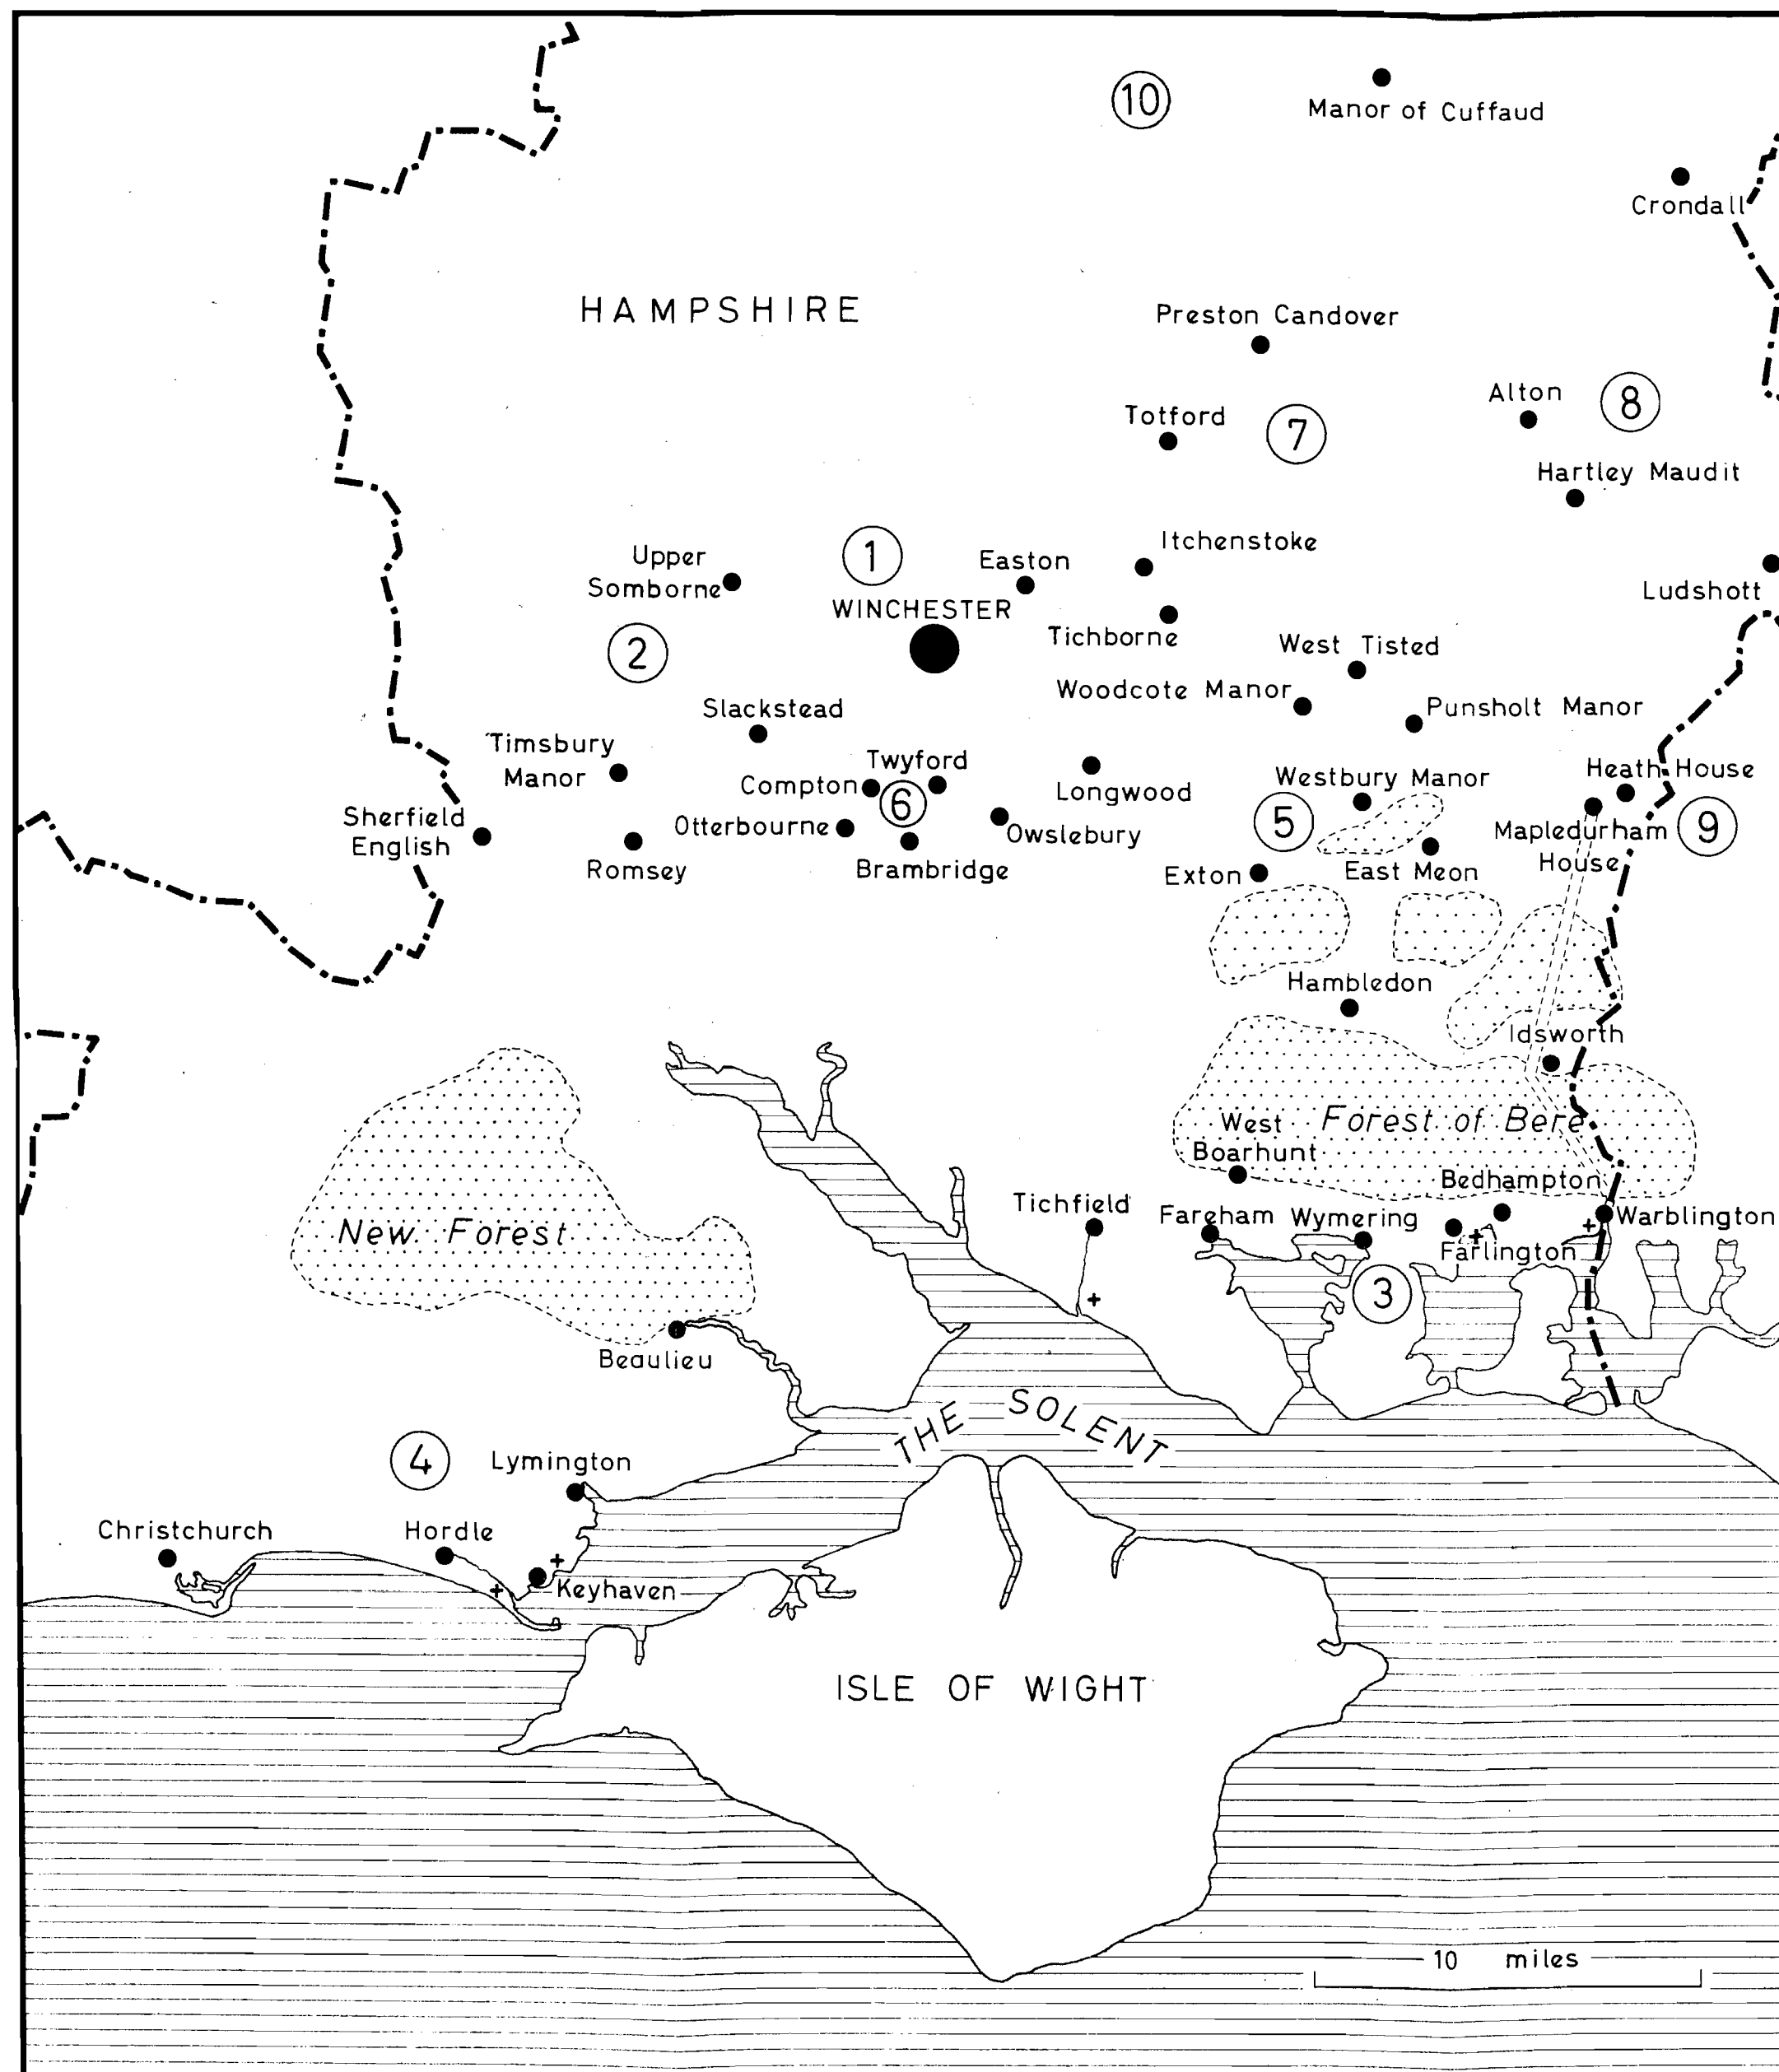 10
Manor of Cuffaud
Crondall
HAMPSHIRE
Preston Candover
Alton
8
Totford
7
Hartley Maudit
1
Upper
Somborne
Easton
Itchenstoke
Ludshott
WINCHESTER
2
Tichborne
West Tisted
Woodcote Manor
Punsholt Manor
Slackstead
Timsbury
Manor
Twyford
Compton
6
Longwood
Westbury Manor
Heath House
5
9
Sherfield
English
Otterbourne
Owslebury
Mapledurham
House
Romsey
Brambridge
Exton
East Meon
Hambledon
Idsworth
Forest of Bere
West
Boarhunt
Bedhampton
New Forest
Tichfield
Fareham
Wymering
Farlington
Warblington
3
Beaulieu
THE SOLENT
4
Lymington
Christchurch
Hordle
Keyhaven
ISLE OF WIGHT
10 miles